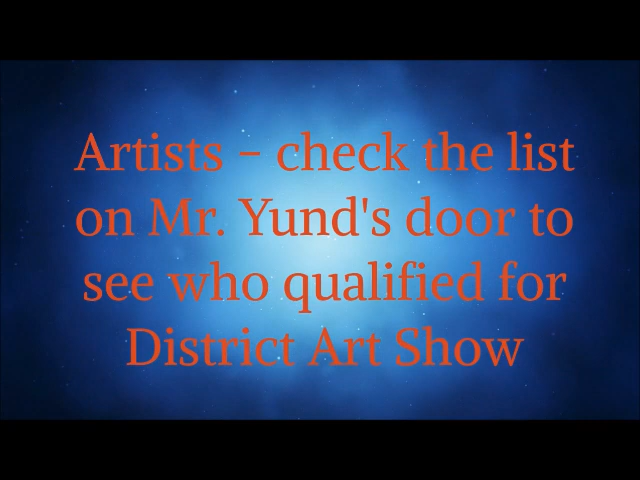 Artists - check the list
on Mr. Yund's door to
see who qualified for
District Art Show